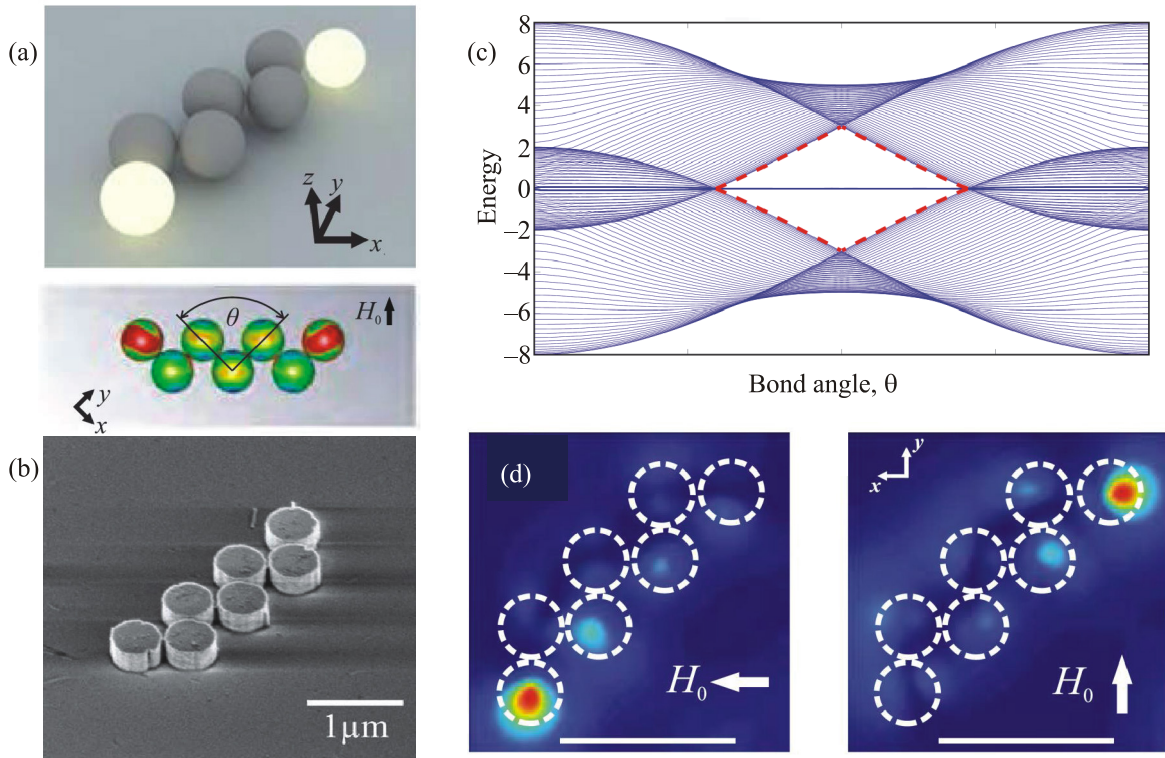 (a)
z
y
x
θ
H₀
y
x
(b)
1μm
(c)
Energy
8
6
4
2
0
–2
–4
–6
–8
Bond angle, θ
(d)
H₀
y
x
H₀